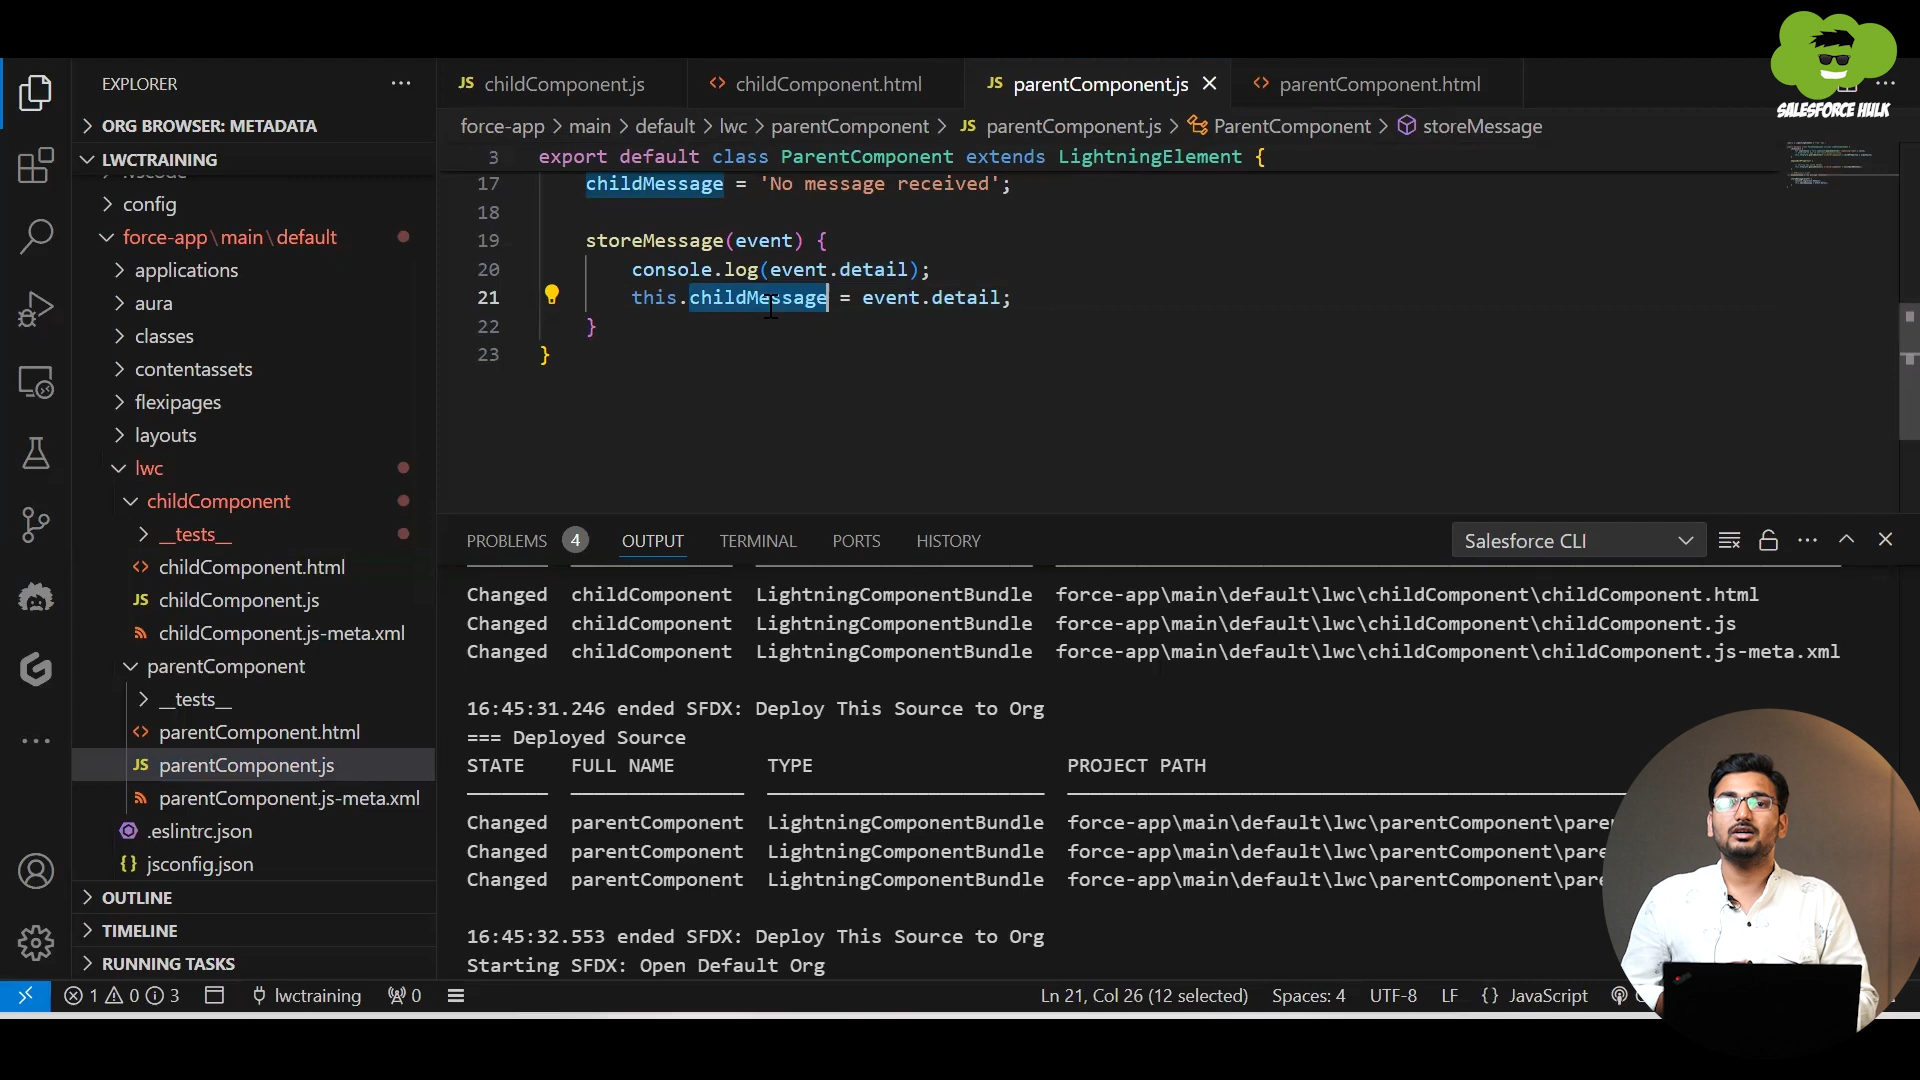 SALESFORCE HULK
EXPLORER
ORG BROWSER: METADATA
LWCTRAINING
config
force-app\main\default
applications
aura
classes
contentassets
flexipages
layouts
lwc
childComponent
__tests__
childComponent.html
JS childComponent.js
childComponent.js-meta.xml
parentComponent
__tests__
parentComponent.html
JS parentComponent.js
parentComponent.js-meta.xml
.eslintrc.json
{} jsconfig.json
OUTLINE
TIMELINE
RUNNING TASKS
JS childComponent.js
childComponent.html
JS parentComponent.js
parentComponent.html
force-app > main > default > lwc > parentComponent > JS parentComponent.js > ParentComponent > storeMessage
3 export default class ParentComponent extends LightningElement {
17 childMessage = 'No message received';
18
19 storeMessage(event) {
20 console.log(event.detail);
21 this.childMessage = event.detail;
22 }
23 }
PROBLEMS 4 OUTPUT TERMINAL PORTS HISTORY
Salesforce CLI
Changed childComponent LightningComponentBundle force-app\main\default\lwc\childComponent\childComponent.html
Changed childComponent LightningComponentBundle force-app\main\default\lwc\childComponent\childComponent.js
Changed childComponent LightningComponentBundle force-app\main\default\lwc\childComponent\childComponent.js-meta.xml
16:45:31.246 ended SFDX: Deploy This Source to Org
=== Deployed Source
STATE FULL NAME TYPE PROJECT PATH
Changed parentComponent LightningComponentBundle force-app\main\default\lwc\parentComponent\pare
Changed parentComponent LightningComponentBundle force-app\main\default\lwc\parentComponent\pare
Changed parentComponent LightningComponentBundle force-app\main\default\lwc\parentComponent\pare
16:45:32.553 ended SFDX: Deploy This Source to Org
Starting SFDX: Open Default Org
1 0 3 lwctraining 0 Ln 21, Col 26 (12 selected) Spaces: 4 UTF-8 LF {} JavaScript